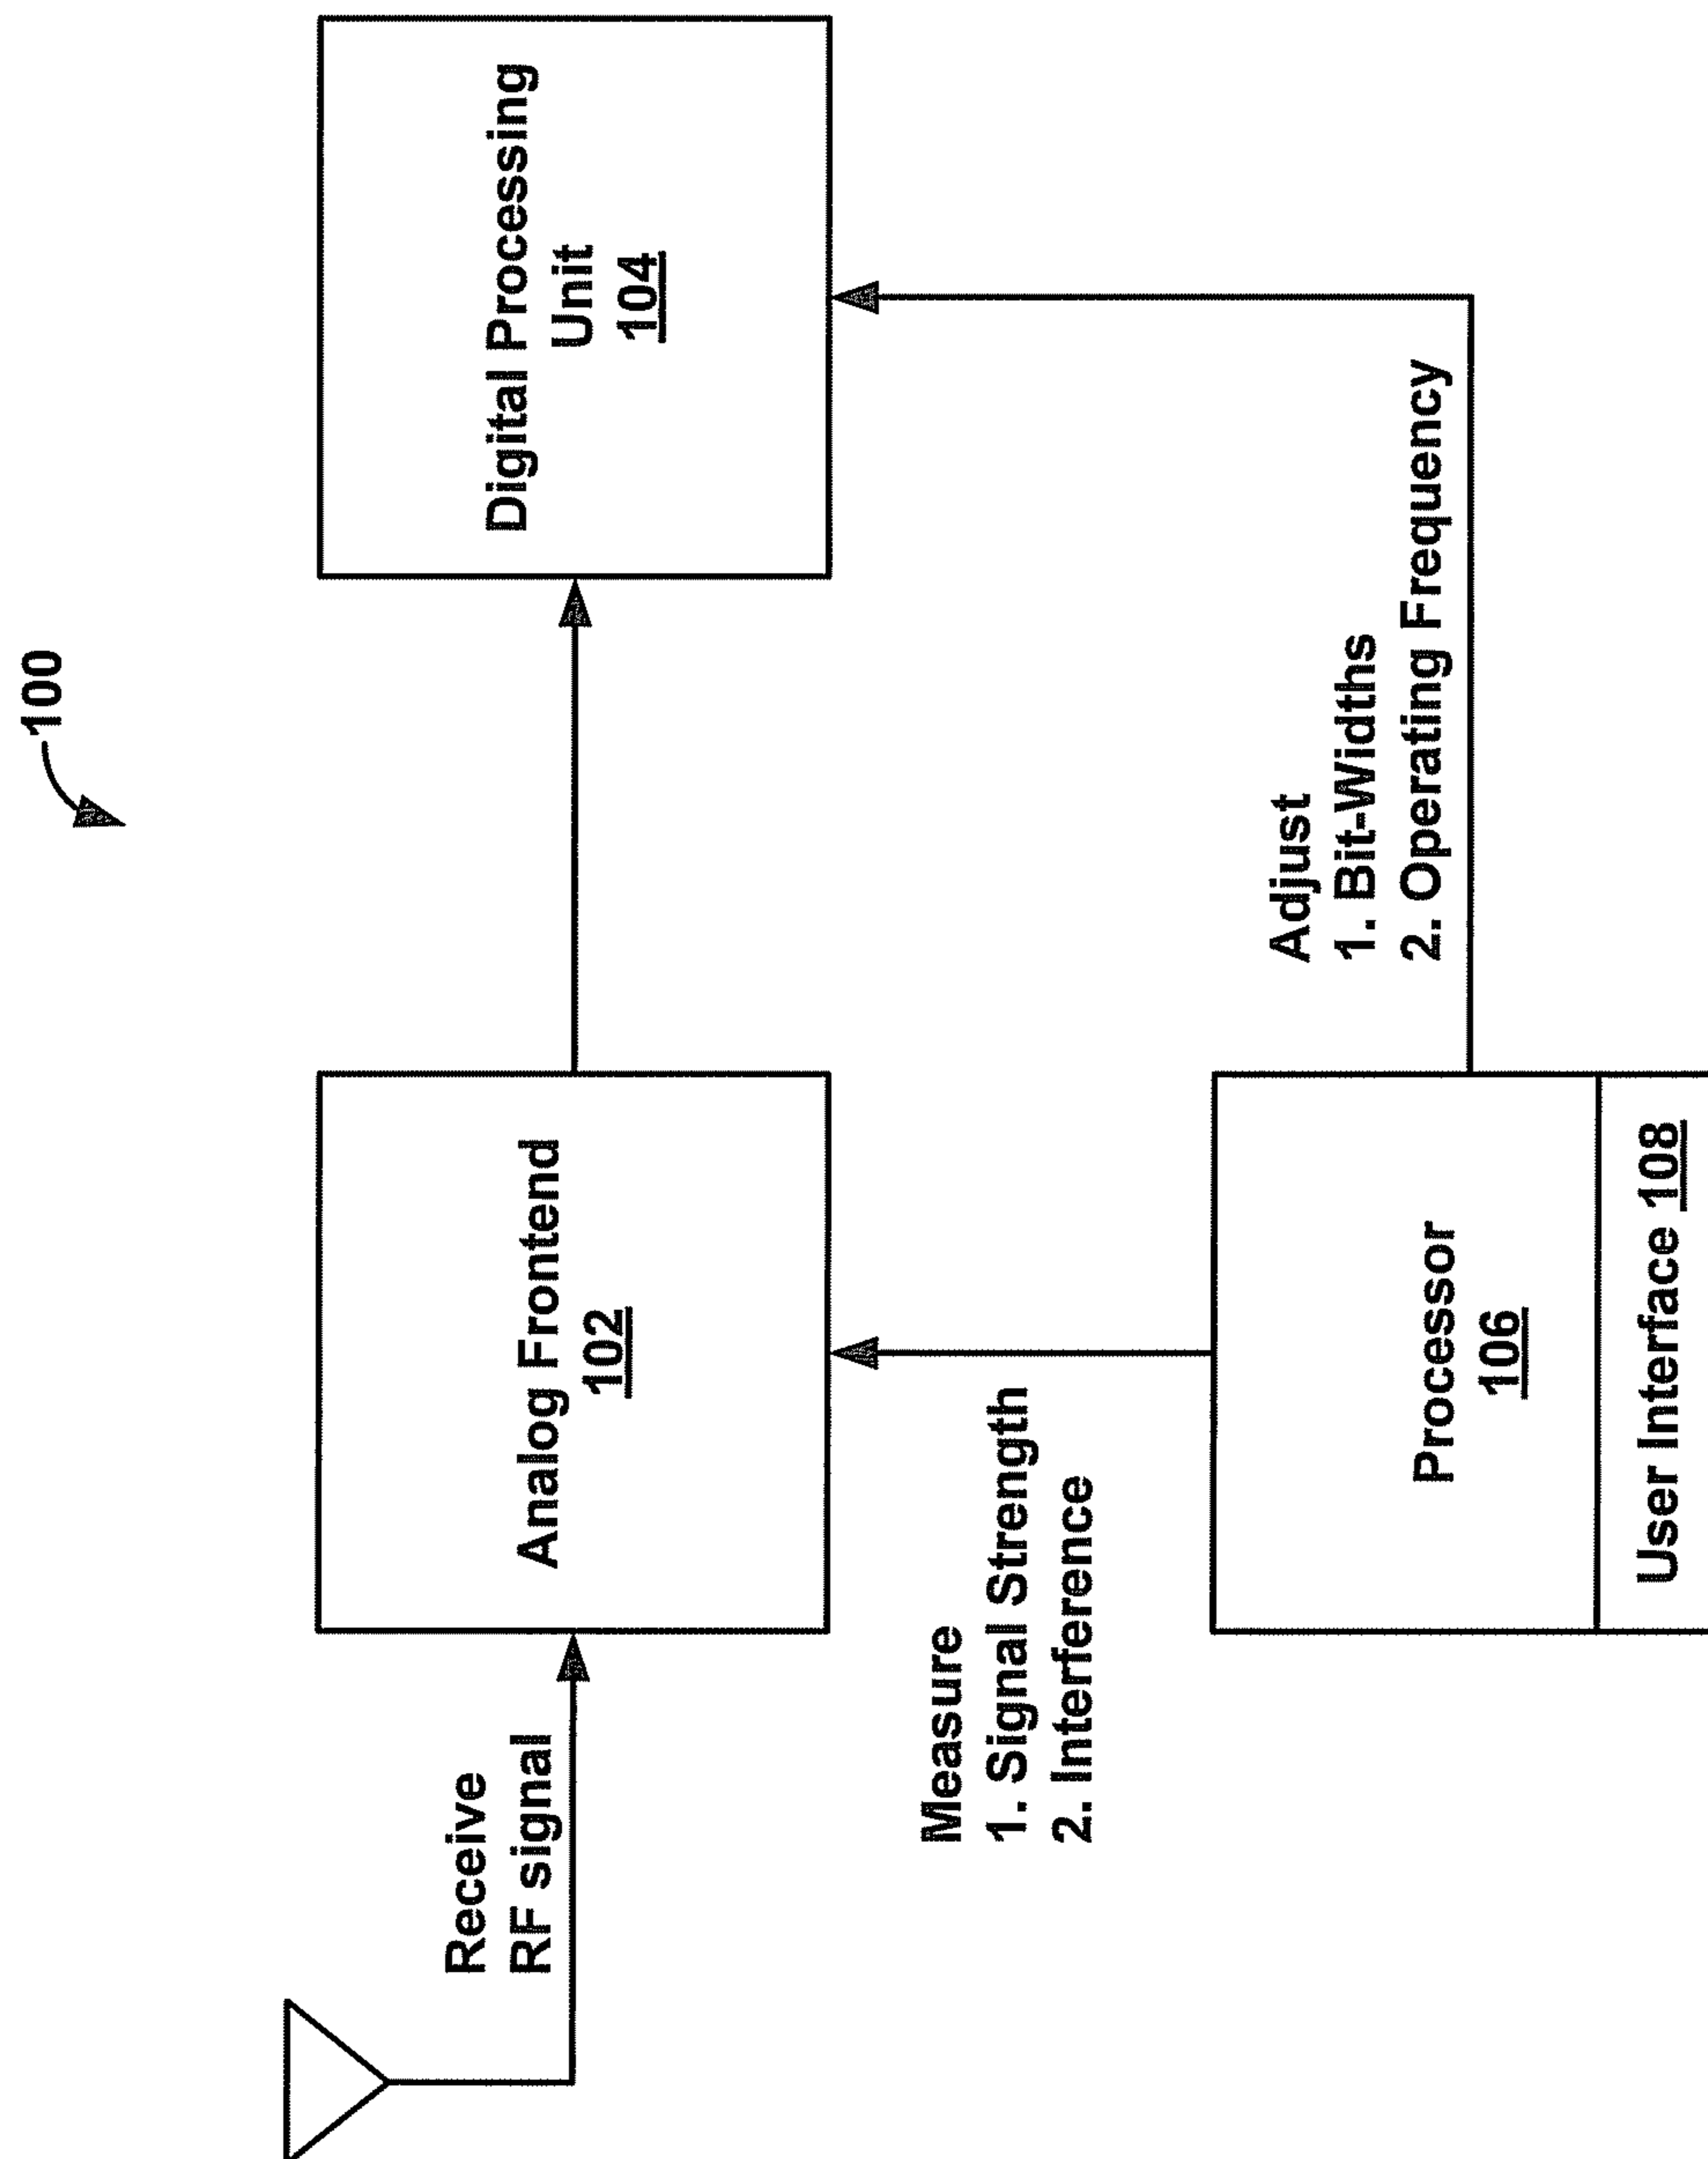 100
Receive
RF signal
Analog Frontend
102
Digital Processing
Unit
104
Measure
1. Signal Strength
2. Interference
Adjust
1. Bit-Widths
2. Operating Frequency
Processor
106
User Interface 108